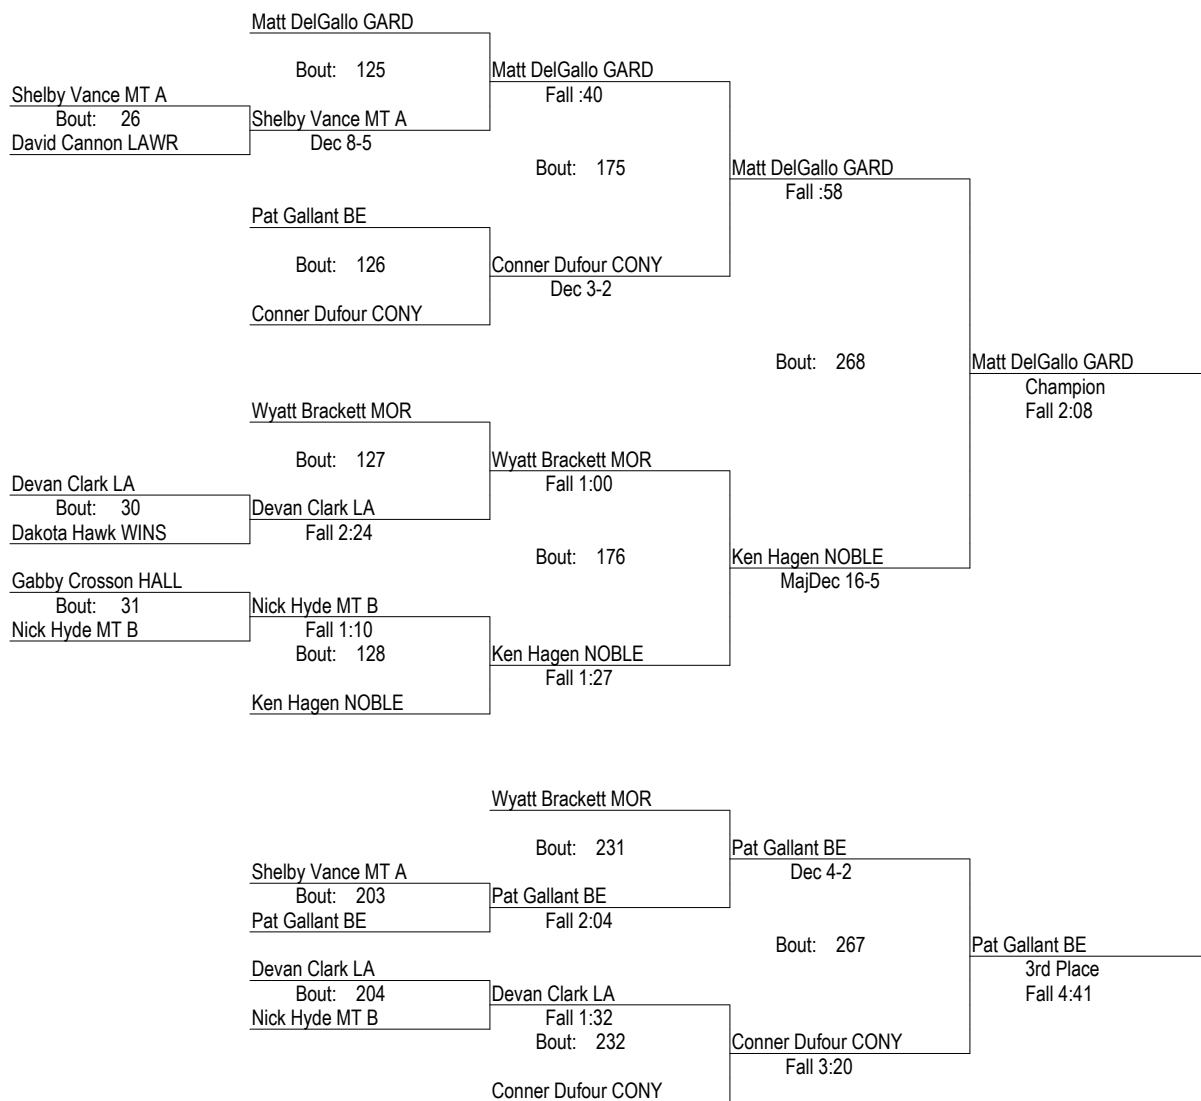 Matt DelGallo GARD
Bout: 125
Matt DelGallo GARD
Fall :40
Shelby Vance MT A
Bout: 26
David Cannon LAWR
Shelby Vance MT A
Dec 8-5
Bout: 175
Matt DelGallo GARD
Fall :58
Pat Gallant BE
Bout: 126
Conner Dufour CONY
Dec 3-2
Conner Dufour CONY
Bout: 268
Matt DelGallo GARD
Champion
Fall 2:08
Wyatt Brackett MOR
Bout: 127
Wyatt Brackett MOR
Fall 1:00
Devan Clark LA
Bout: 30
Dakota Hawk WINS
Devan Clark LA
Fall 2:24
Bout: 176
Ken Hagen NOBLE
MajDec 16-5
Gabby Crosson HALL
Bout: 31
Nick Hyde MT B
Nick Hyde MT B
Fall 1:10
Bout: 128
Ken Hagen NOBLE
Fall 1:27
Ken Hagen NOBLE
Wyatt Brackett MOR
Bout: 231
Pat Gallant BE
Dec 4-2
Shelby Vance MT A
Bout: 203
Pat Gallant BE
Pat Gallant BE
Fall 2:04
Bout: 267
Pat Gallant BE
3rd Place
Fall 4:41
Devan Clark LA
Bout: 204
Nick Hyde MT B
Devan Clark LA
Fall 1:32
Bout: 232
Conner Dufour CONY
Fall 3:20
Conner Dufour CONY